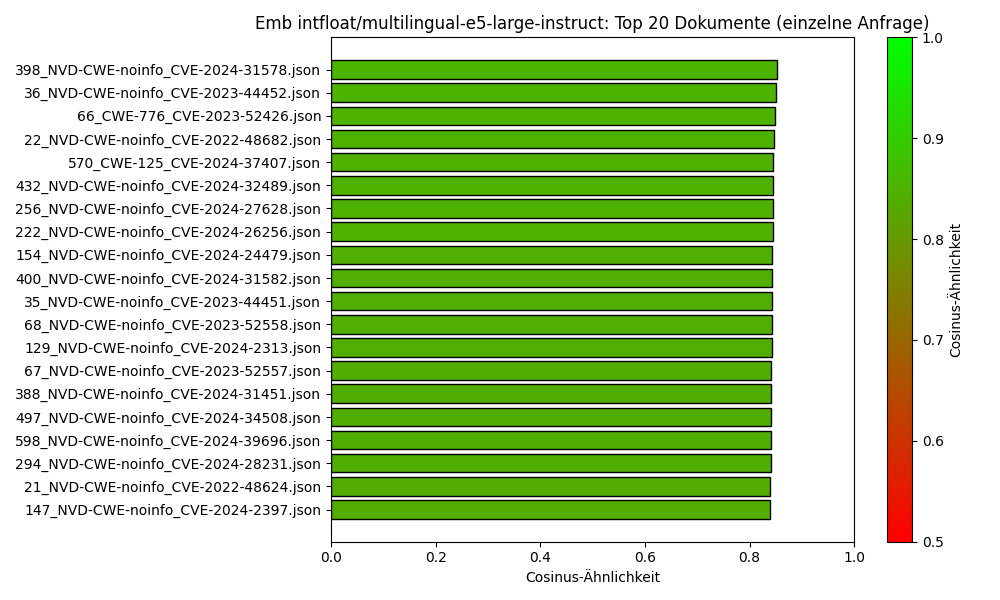 Emb intfloat/multilingual-e5-large-instruct: Top 20 Dokumente (einzelne Anfrage)
398_NVD-CWE-noinfo_CVE-2024-31578.json
36_NVD-CWE-noinfo_CVE-2023-44452.json
66_CWE-776_CVE-2023-52426.json
22_NVD-CWE-noinfo_CVE-2022-48682.json
570_CWE-125_CVE-2024-37407.json
432_NVD-CWE-noinfo_CVE-2024-32489.json
256_NVD-CWE-noinfo_CVE-2024-27628.json
222_NVD-CWE-noinfo_CVE-2024-26256.json
154_NVD-CWE-noinfo_CVE-2024-24479.json
400_NVD-CWE-noinfo_CVE-2024-31582.json
35_NVD-CWE-noinfo_CVE-2023-44451.json
68_NVD-CWE-noinfo_CVE-2023-52558.json
129_NVD-CWE-noinfo_CVE-2024-2313.json
67_NVD-CWE-noinfo_CVE-2023-52557.json
388_NVD-CWE-noinfo_CVE-2024-31451.json
497_NVD-CWE-noinfo_CVE-2024-34508.json
598_NVD-CWE-noinfo_CVE-2024-39696.json
294_NVD-CWE-noinfo_CVE-2024-28231.json
21_NVD-CWE-noinfo_CVE-2022-48624.json
147_NVD-CWE-noinfo_CVE-2024-2397.json
0.0 0.2 0.4 0.6 0.8 1.0
Cosinus-Ähnlichkeit
1.0
0.9
0.8
0.7
0.6
0.5
Cosinus-Ähnlichkeit